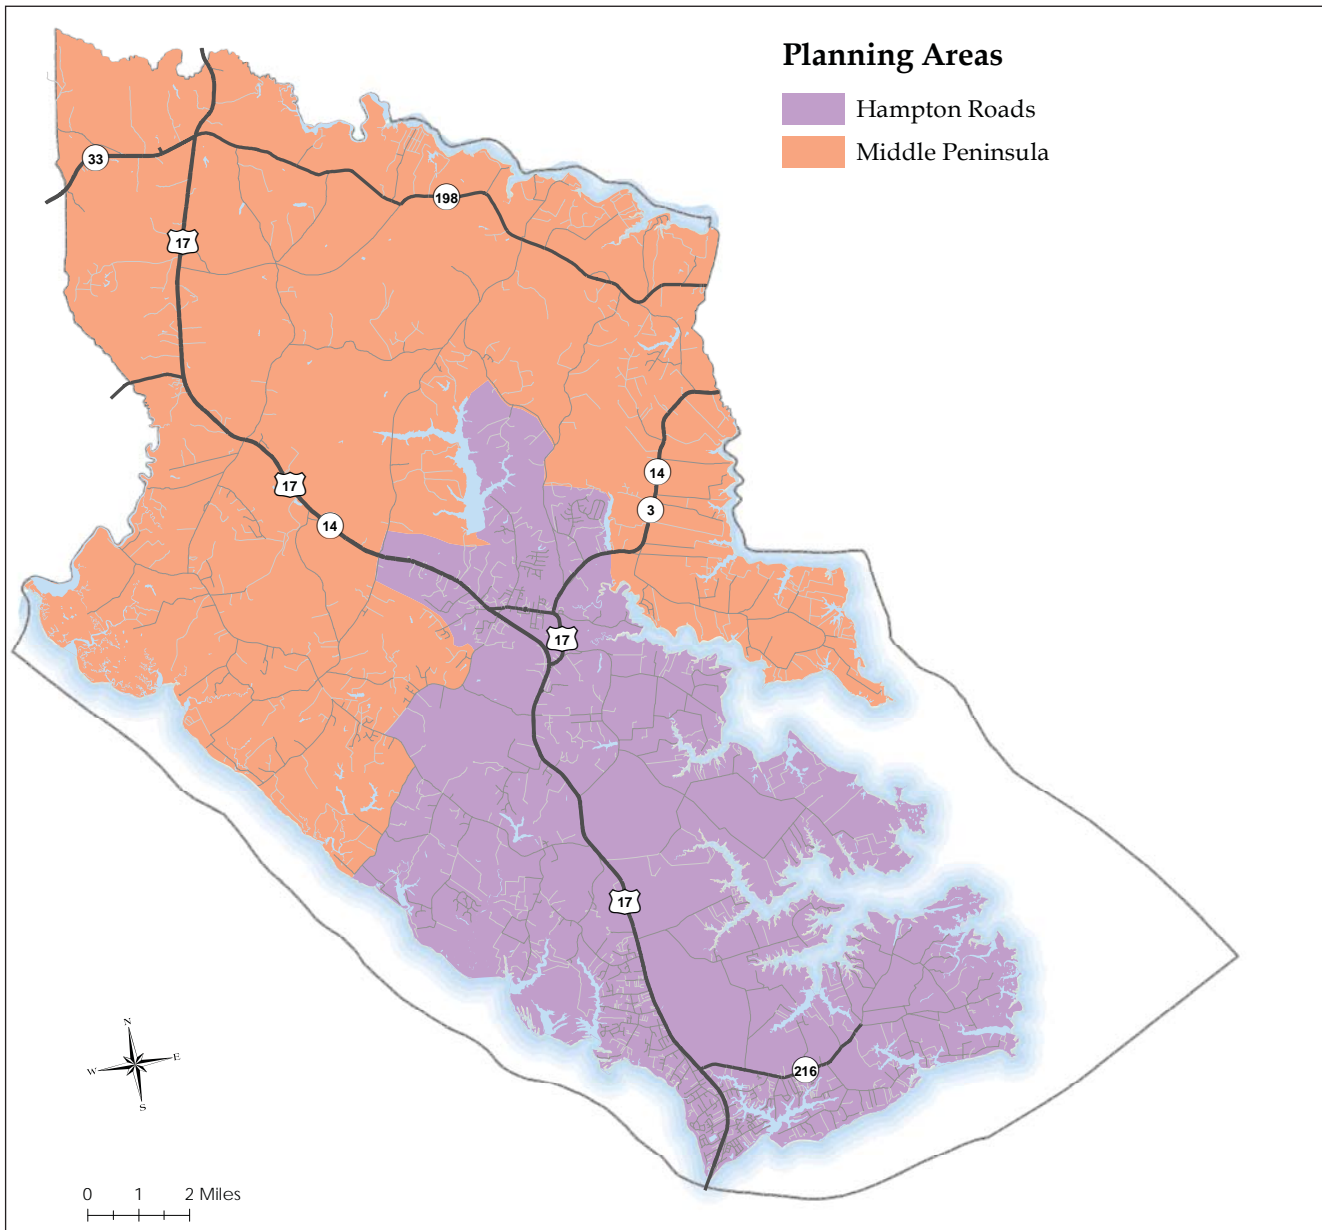 Planning Areas
Hampton Roads
Middle Peninsula
33
198
17
14
17
3
14
17
17
216
N
W E
S
0 1 2 Miles